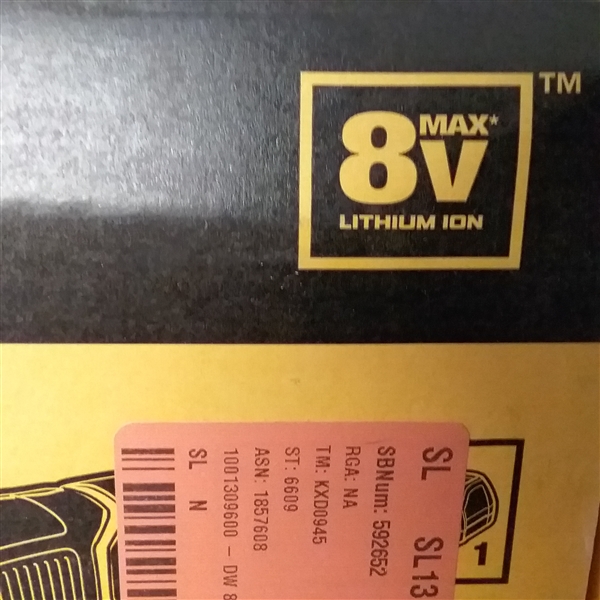 TM
8 MAX*
V
LITHIUM ION
SL SL13
SBNum: 592652
RGA: NA
TM: KXD0945
ST: 6609
ASN: 1857608
1001309600 - DW 8
SL N
1